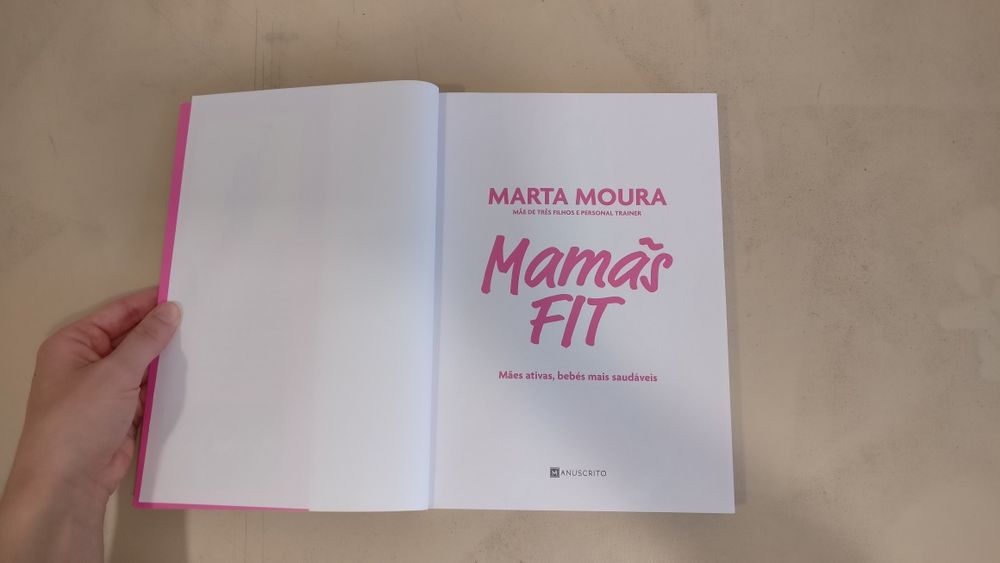 MARTA MOURA
MÃE DE TRÊS FILHOS E PERSONAL TRAINER
Mamãs
FIT
Mães ativas, bebés mais saudáveis
MANUSCRITO